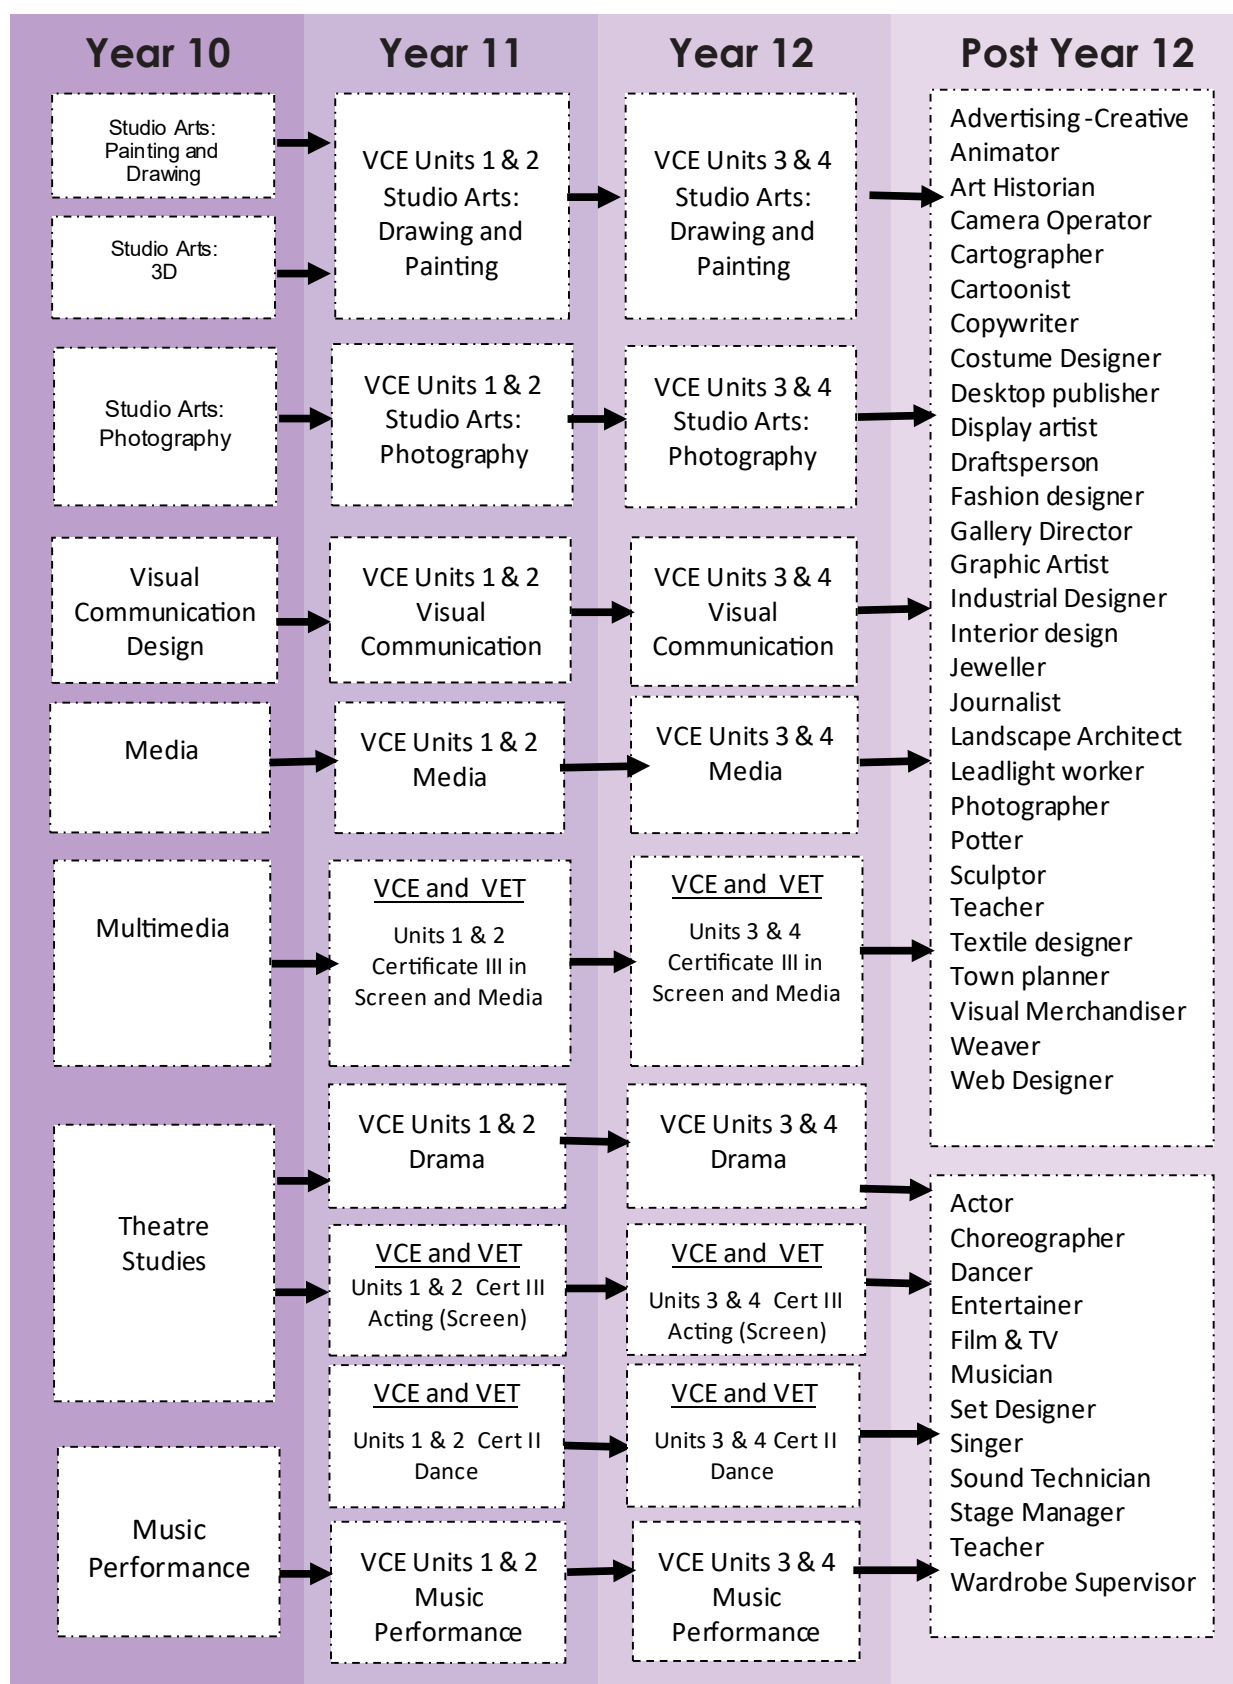 Year 10
Year 11
Year 12
Post Year 12
Studio Arts:
Painting and
Drawing
Studio Arts:
3D
VCE Units 1 & 2
Studio Arts:
Drawing and
Painting
VCE Units 3 & 4
Studio Arts:
Drawing and
Painting
Studio Arts:
Photography
VCE Units 1 & 2
Studio Arts:
Photography
VCE Units 3 & 4
Studio Arts:
Photography
Visual
Communication
Design
VCE Units 1 & 2
Visual
Communication
VCE Units 3 & 4
Visual
Communication
Media
VCE Units 1 & 2
Media
VCE Units 3 & 4
Media
Multimedia
VCE and VET
Units 1 & 2
Certificate III in
Screen and Media
VCE and VET
Units 3 & 4
Certificate III in
Screen and Media
Advertising -Creative
Animator
Art Historian
Camera Operator
Cartographer
Cartoonist
Copywriter
Costume Designer
Desktop publisher
Display artist
Draftsperson
Fashion designer
Gallery Director
Graphic Artist
Industrial Designer
Interior design
Jeweller
Journalist
Landscape Architect
Leadlight worker
Photographer
Potter
Sculptor
Teacher
Textile designer
Town planner
Visual Merchandiser
Weaver
Web Designer
Theatre
Studies
VCE Units 1 & 2
Drama
VCE Units 3 & 4
Drama
VCE and VET
Units 1 & 2 Cert III
Acting (Screen)
VCE and VET
Units 3 & 4 Cert III
Acting (Screen)
VCE and VET
Units 1 & 2 Cert II
Dance
VCE and VET
Units 3 & 4 Cert II
Dance
Music
Performance
VCE Units 1 & 2
Music
Performance
VCE Units 3 & 4
Music
Performance
Actor
Choreographer
Dancer
Entertainer
Film & TV
Musician
Set Designer
Singer
Sound Technician
Stage Manager
Teacher
Wardrobe Supervisor